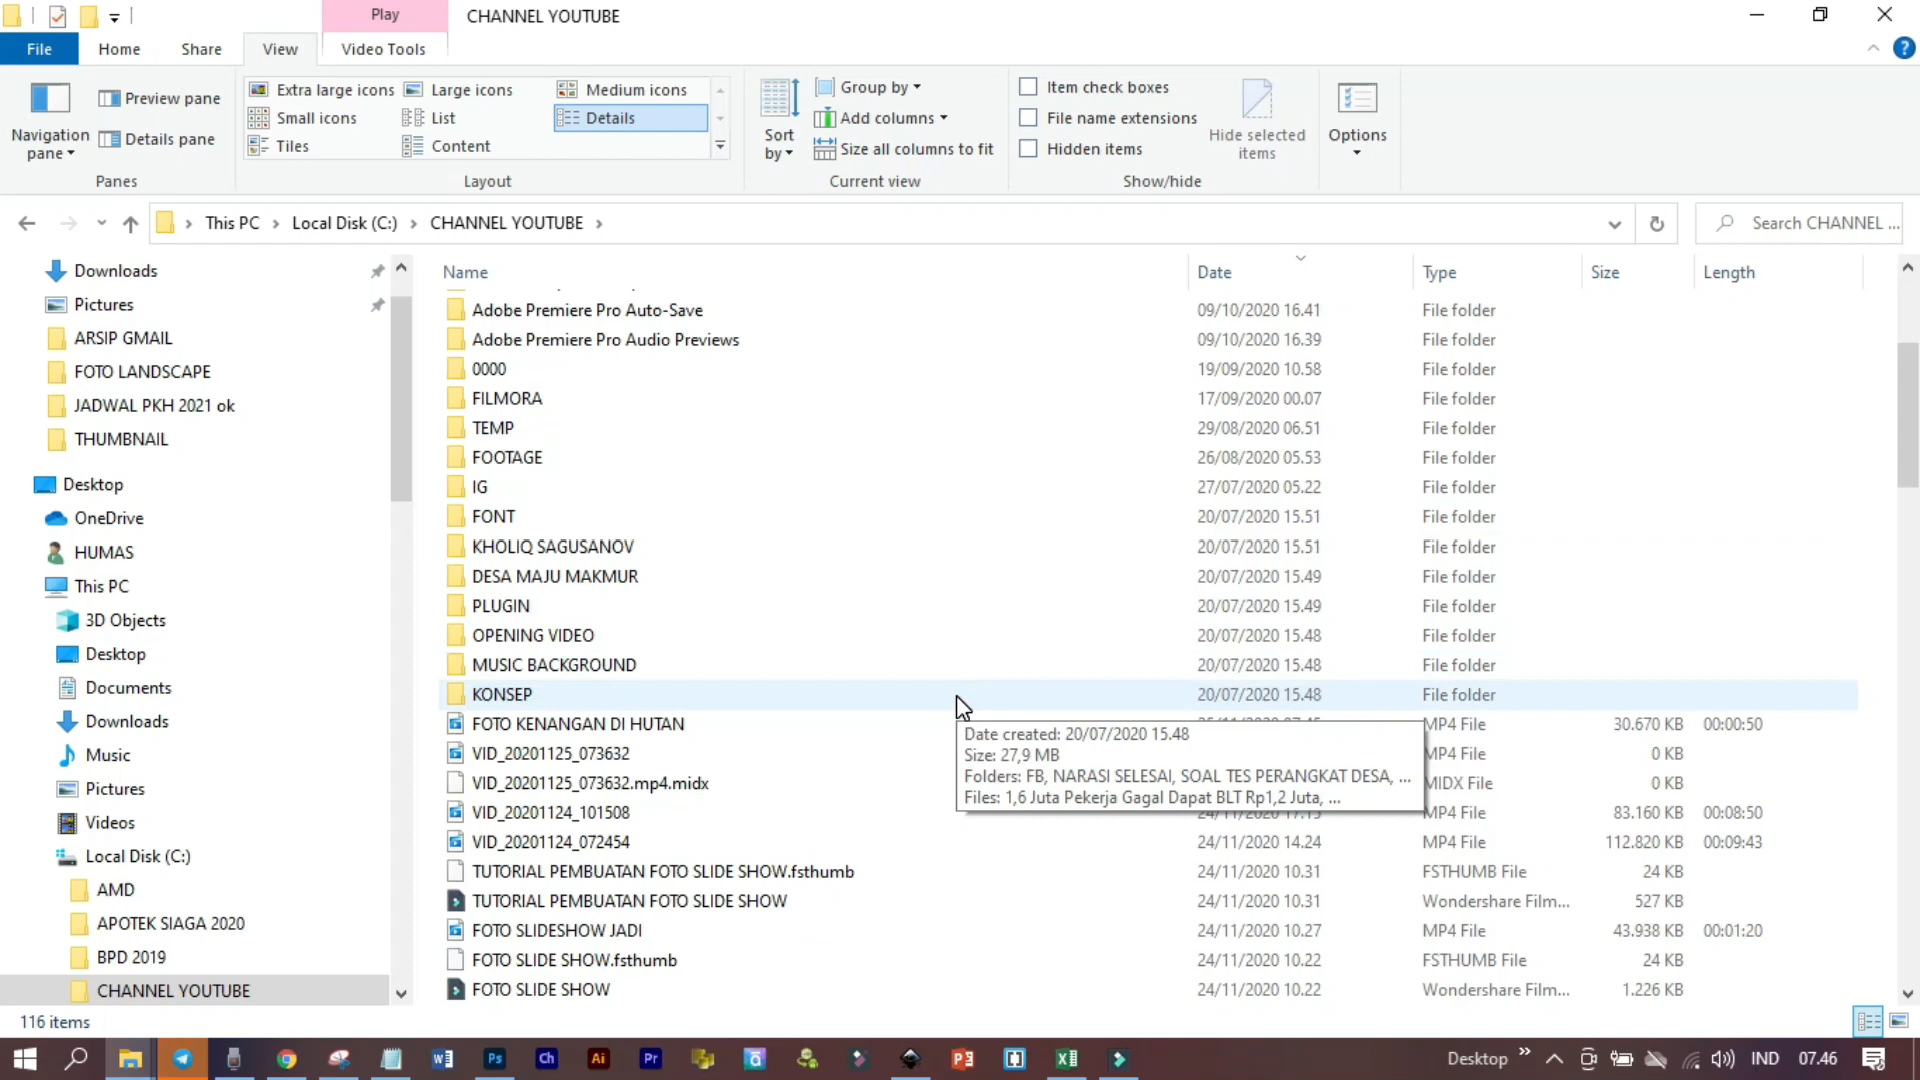 Play
CHANNEL YOUTUBE
File
Home
Share
View
Video Tools
Navigation pane
Preview pane
Details pane
Panes
Extra large icons
Large icons
Medium icons
Small icons
List
Details
Tiles
Content
Layout
Sort by
Group by
Add columns
Size all columns to fit
Current view
Item check boxes
File name extensions
Hidden items
Hide selected items
Show/hide
Options
This PC > Local Disk (C:) > CHANNEL YOUTUBE >
Search CHANNEL ...
Downloads
Pictures
ARSIP GMAIL
FOTO LANDSCAPE
JADWAL PKH 2021 ok
THUMBNAIL
Desktop
OneDrive
HUMAS
This PC
3D Objects
Desktop
Documents
Downloads
Music
Pictures
Videos
Local Disk (C:)
AMD
APOTEK SIAGA 2020
BPD 2019
CHANNEL YOUTUBE
Name Date Type Size Length
Adobe Premiere Pro Auto-Save 09/10/2020 16.41 File folder
Adobe Premiere Pro Audio Previews 09/10/2020 16.39 File folder
0000 19/09/2020 10.58 File folder
FILMORA 17/09/2020 00.07 File folder
TEMP 29/08/2020 06.51 File folder
FOOTAGE 26/08/2020 05.53 File folder
IG 27/07/2020 05.22 File folder
FONT 20/07/2020 15.51 File folder
KHOLIQ SAGUSANOV 20/07/2020 15.51 File folder
DESA MAJU MAKMUR 20/07/2020 15.49 File folder
PLUGIN 20/07/2020 15.49 File folder
OPENING VIDEO 20/07/2020 15.48 File folder
MUSIC BACKGROUND 20/07/2020 15.48 File folder
KONSEP 20/07/2020 15.48 File folder
FOTO KENANGAN DI HUTAN MP4 File 30.670 KB 00:00:50
VID_20201125_073632 MP4 File 0 KB
VID_20201125_073632.mp4.midx MIDX File 0 KB
VID_20201124_101508 MP4 File 83.160 KB 00:08:50
VID_20201124_072454 24/11/2020 14.24 MP4 File 112.820 KB 00:09:43
TUTORIAL PEMBUATAN FOTO SLIDE SHOW.fsthumb 24/11/2020 10.31 FSTHUMB File 24 KB
TUTORIAL PEMBUATAN FOTO SLIDE SHOW 24/11/2020 10.31 Wondershare Film... 527 KB
FOTO SLIDESHOW JADI 24/11/2020 10.27 MP4 File 43.938 KB 00:01:20
FOTO SLIDE SHOW.fsthumb 24/11/2020 10.22 FSTHUMB File 24 KB
FOTO SLIDE SHOW 24/11/2020 10.22 Wondershare Film... 1.226 KB
Date created: 20/07/2020 15.48
Size: 27,9 MB
Folders: FB, NARASI SELESAI, SOAL TES PERANGKAT DESA, ...
Files: 1,6 Juta Pekerja Gagal Dapat BLT Rp1,2 Juta, ...
116 items
Ps
Ch
Ai
Pr
Desktop
IND
07.46